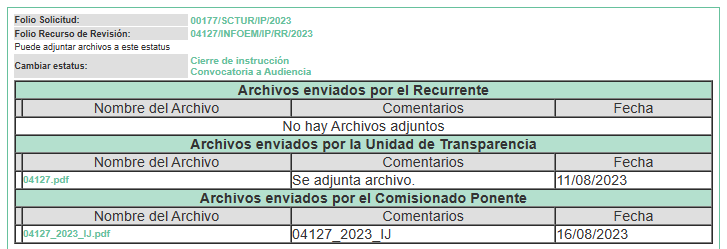 Folio Solicitud: 00177/SCTUR/IP/2023
Folio Recurso de Revisión: 04127/INFOEM/IP/RR/2023
Puede adjuntar archivos a este estatus
Cambiar estatus: Cierre de instrucción
Convocatoria a Audiencia
Archivos enviados por el Recurrente
Nombre del Archivo Comentarios Fecha
No hay Archivos adjuntos
Archivos enviados por la Unidad de Transparencia
Nombre del Archivo Comentarios Fecha
04127.pdf Se adjunta archivo. 11/08/2023
Archivos enviados por el Comisionado Ponente
Nombre del Archivo Comentarios Fecha
04127_2023_IJ.pdf 04127_2023_IJ 16/08/2023